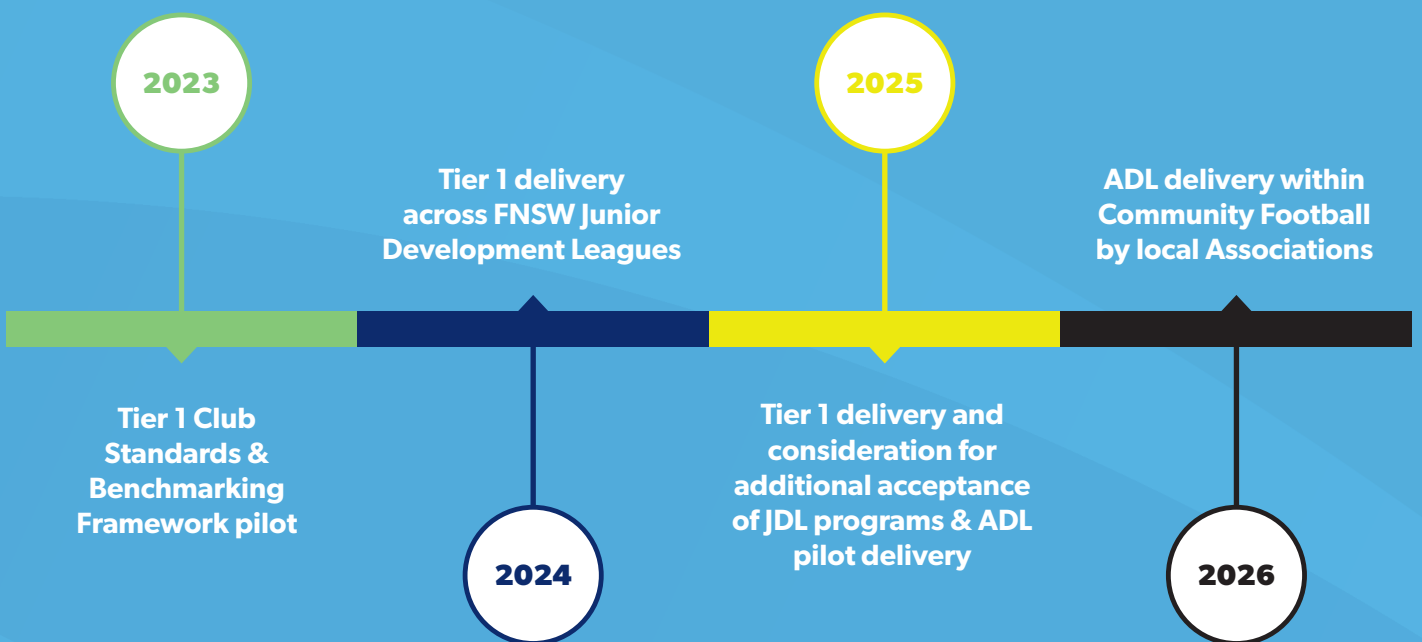 2023
Tier 1 Club
Standards &
Benchmarking
Framework pilot
Tier 1 delivery
across FNSW Junior
Development Leagues
2024
2025
Tier 1 delivery and
consideration for
additional acceptance
of JDL programs & ADL
pilot delivery
ADL delivery within
Community Football
by local Associations
2026